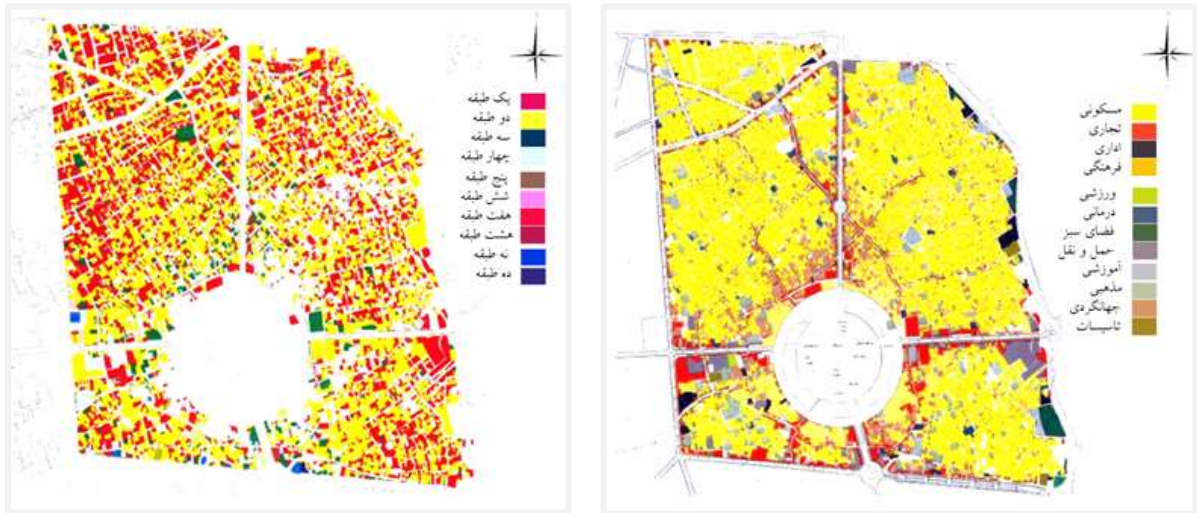 یک طبقه
دو طبقه
سه طبقه
چهار طبقه
پنج طبقه
شش طبقه
هفت طبقه
هشت طبقه
نه طبقه
ده طبقه
مسکونی
تجاری
اداری
فرهنگی
ورزشی
درمانی
فضای سبز
حمل و نقل
آموزشی
مذهبی
جهانگردی
تاسیسات